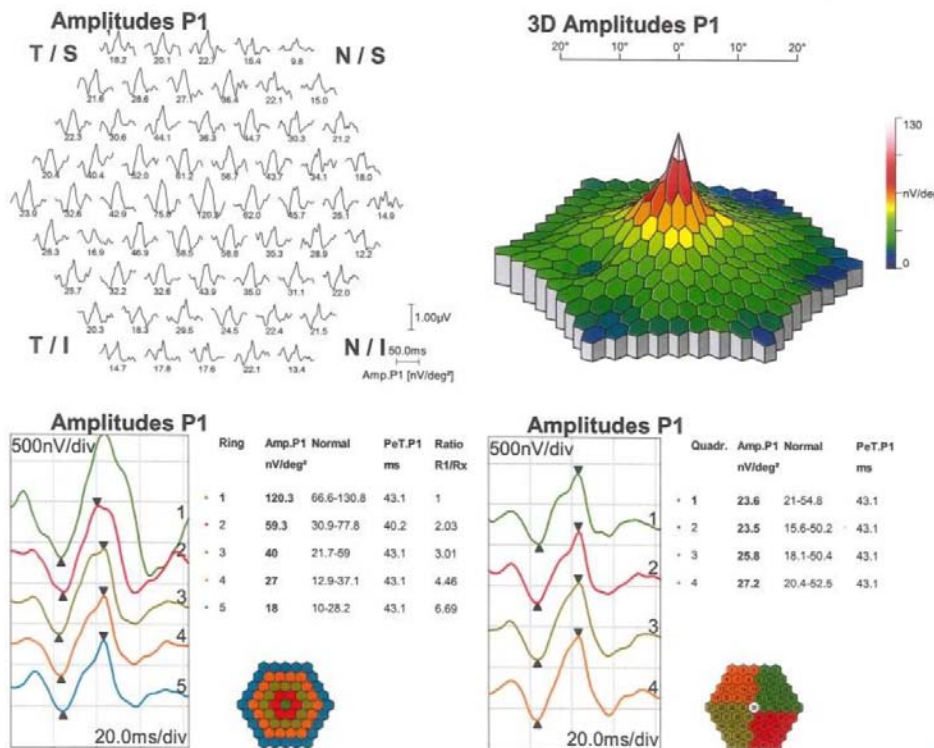 Amplitudes P1
T / S
N / S
18.2 20.1 22.7 16.4 9.8
21.9 28.6 27.1 36.4 22.1 15.0
22.3 30.6 44.1 36.3 44.7 30.3 21.2
20.4 40.4 52.0 61.2 56.7 43.7 34.1 18.0
23.9 32.6 42.9 75.8 62.0 45.7 25.1 14.9
28.3 16.9 46.9 56.5 56.8 35.3 28.9 12.2
25.7 32.2 32.6 43.9 35.0 31.1 22.0
20.3 18.3 29.5 24.5 22.4 21.5
14.7 17.8 17.6 22.1 13.4
T / I
N / I
1.00µV
50.0ms
Amp.P1 [nV/deg²]
3D Amplitudes P1
20° 10° 0° 10° 20°
130
nV/deg
0
Amplitudes P1
500nV/div
1
2
3
4
5
20.0ms/div
Ring Amp.P1 Normal PeT.P1 Ratio
nV/deg² ms R1/Rx
1 120.3 66.6-130.8 43.1 1
2 59.3 30.9-77.8 40.2 2.03
3 40 21.7-59 43.1 3.01
4 27 12.9-37.1 43.1 4.46
5 18 10-28.2 43.1 6.69
Amplitudes P1
500nV/div
1
2
3
4
20.0ms/div
Quadr. Amp.P1 Normal PeT.P1
nV/deg² ms
1 23.6 21-54.8 43.1
2 23.5 15.6-50.2 43.1
3 25.8 18.1-50.4 43.1
4 27.2 20.4-52.5 43.1